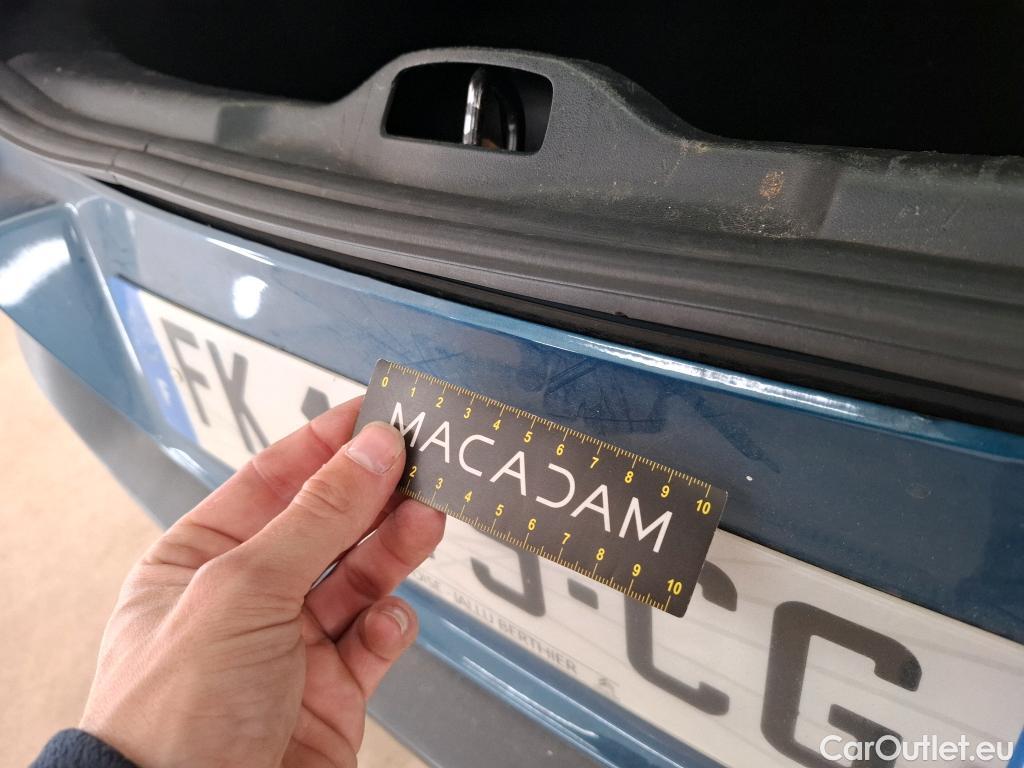 0 1 2 3 4 5 6 7 8 9 10
MACADAM
2 3 4 5 6 7 8 9 10
FK
J-CG
BERTHIER
CarOutlet.eu